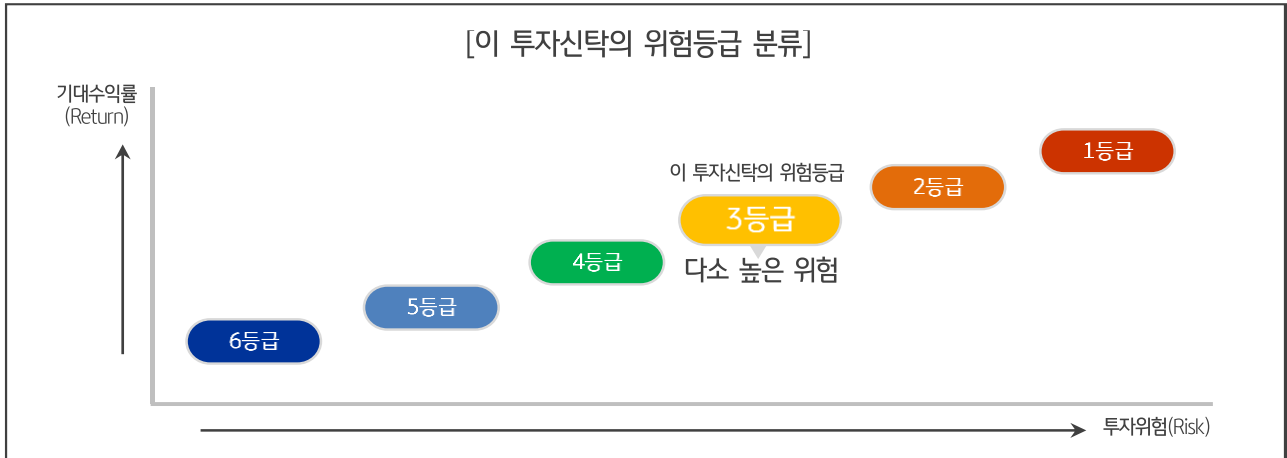 [이 투자신탁의 위험등급 분류]
기대수익률
(Return)
1등급
이 투자신탁의 위험등급
2등급
3등급
4등급
다소 높은 위험
5등급
6등급
투자위험(Risk)